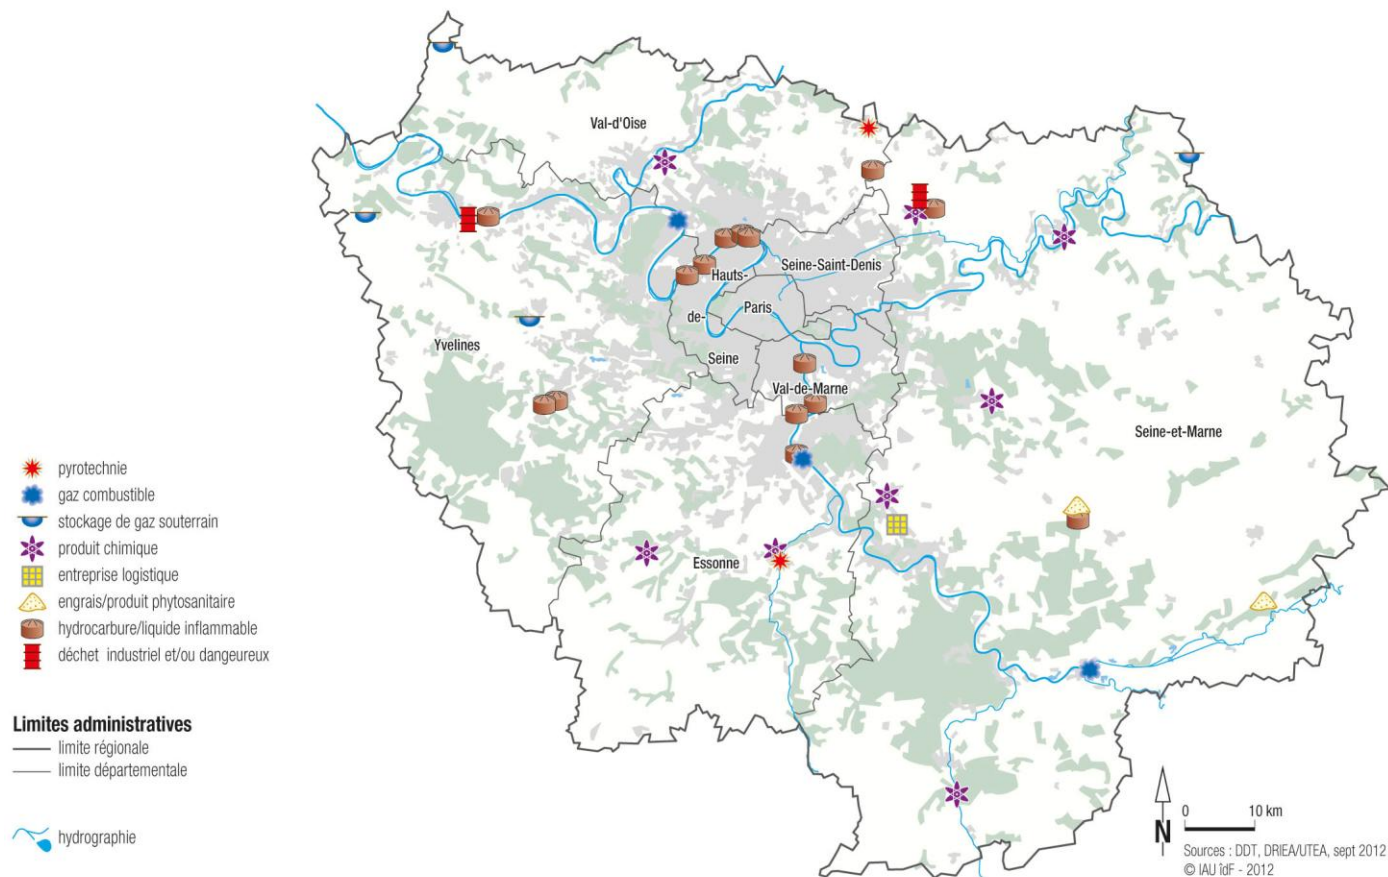 Val-d'Oise
Seine-Saint-Denis
Hauts-
Paris
de-
Seine
Yvelines
Val-de-Marne
Seine-et-Marne
Essonne
pyrotechnie
gaz combustible
stockage de gaz souterrain
produit chimique
entreprise logistique
engrais/produit phytosanitaire
hydrocarbure/liquide inflammable
déchet industriel et/ou dangeureux
Limites administratives
limite régionale
limite départementale
hydrographie
N
0 10 km
Sources : DDT, DRIEA/UTEA, sept 2012
© IAU îdF - 2012